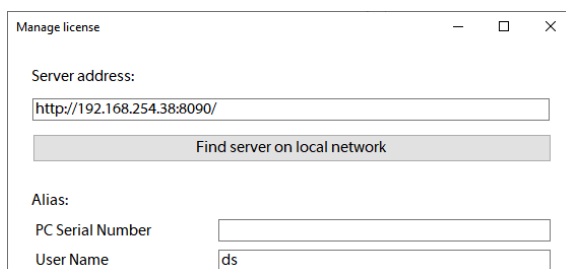 Manage license
Server address:
http://192.168.254.38:8090/
Find server on local network
Alias:
PC Serial Number
User Name ds